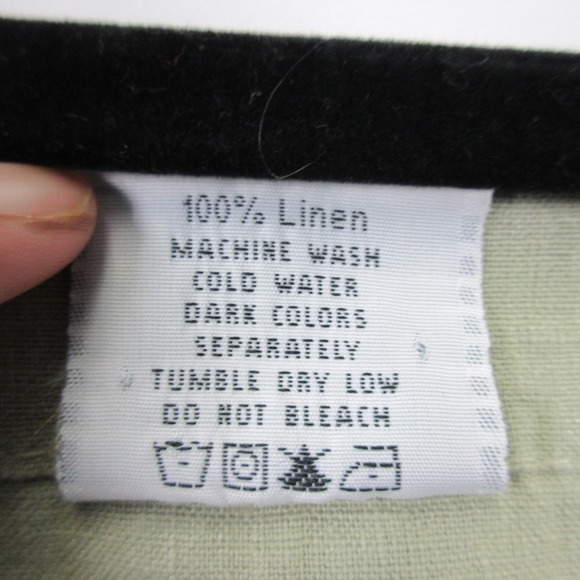 100% Linen
MACHINE WASH
COLD WATER
DARK COLORS
SEPARATELY
TUMBLE DRY LOW
DO NOT BLEACH